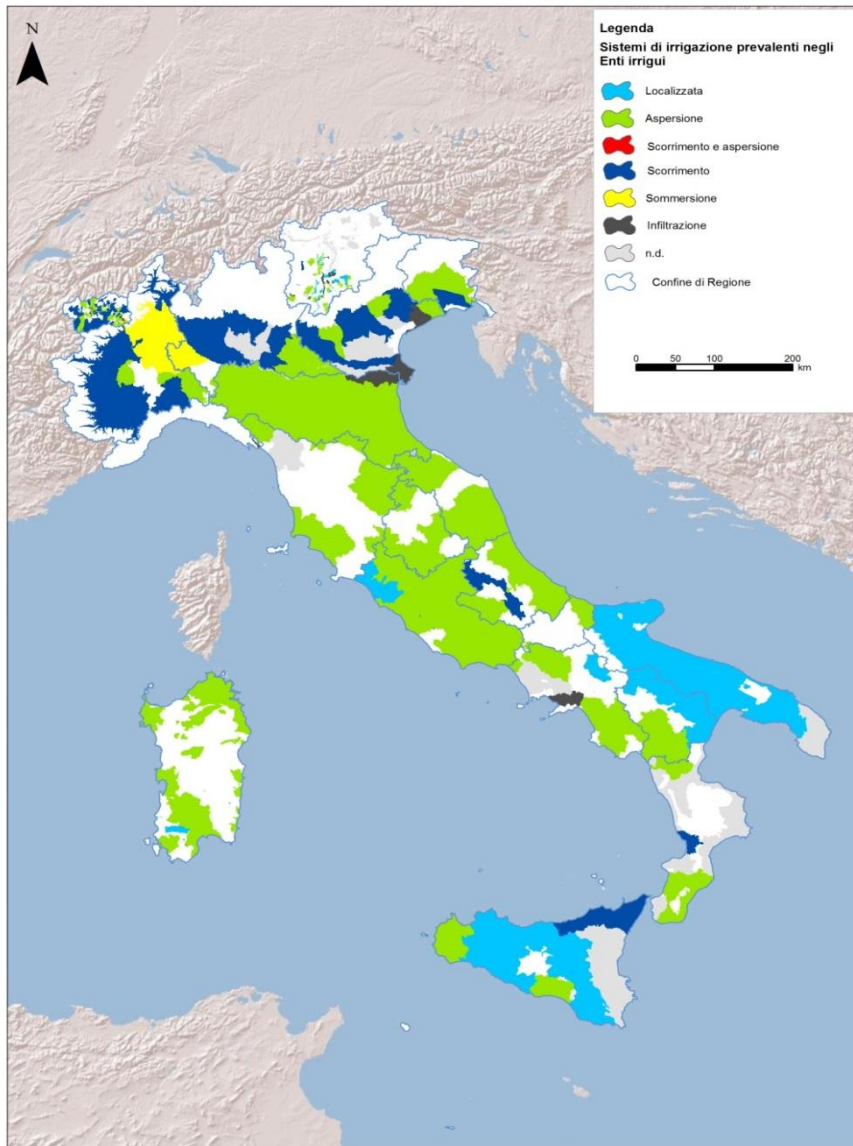 N
Legenda
Sistemi di irrigazione prevalenti negli
Enti irrigui
Localizzata
Aspersione
Scorrimento e aspersione
Scorrimento
Sommersione
Infiltrazione
n.d.
Confine di Regione
0 50 100 200
km